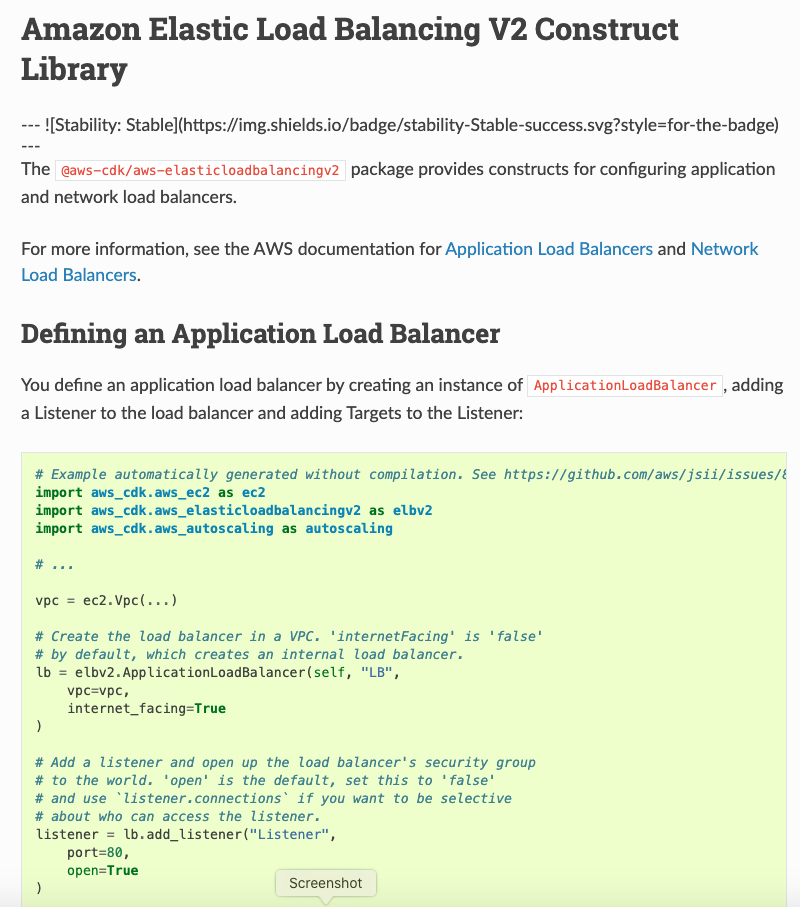 Amazon Elastic Load Balancing V2 Construct
Library
--- ![Stability: Stable](https://img.shields.io/badge/stability-Stable-success.svg?style=for-the-badge)
---
The @aws-cdk/aws-elasticloadbalancingv2 package provides constructs for configuring application
and network load balancers.
For more information, see the AWS documentation for Application Load Balancers and Network
Load Balancers.
Defining an Application Load Balancer
You define an application load balancer by creating an instance of ApplicationLoadBalancer, adding
a Listener to the load balancer and adding Targets to the Listener:
# Example automatically generated without compilation. See https://github.com/aws/jsii/issues/
import aws_cdk.aws_ec2 as ec2
import aws_cdk.aws_elasticloadbalancingv2 as elbv2
import aws_cdk.aws_autoscaling as autoscaling
# ...
vpc = ec2.Vpc(...)
# Create the load balancer in a VPC. 'internetFacing' is 'false'
# by default, which creates an internal load balancer.
lb = elbv2.ApplicationLoadBalancer(self, "LB",
    vpc=vpc,
    internet_facing=True
)
# Add a listener and open up the load balancer's security group
# to the world. 'open' is the default, set this to 'false'
# and use `listener.connections` if you want to be selective
# about who can access the listener.
listener = lb.add_listener("Listener",
    port=80,
    open=True
)
Screenshot